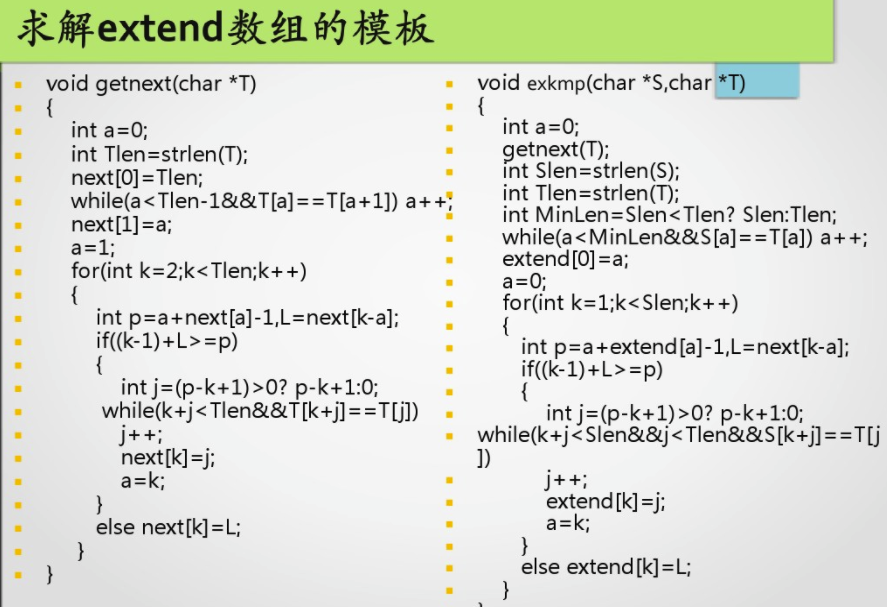 求解extend数组的模板
void getnext(char *T)
{
int a=0;
int Tlen=strlen(T);
next[0]=Tlen;
while(a<Tlen-1&&T[a]==T[a+1]) a++;
next[1]=a;
a=1;
for(int k=2;k<Tlen;k++)
{
int p=a+next[a]-1,L=next[k-a];
if((k-1)+L>=p)
{
int j=(p-k+1)>0? p-k+1:0;
while(k+j<Tlen&&T[k+j]==T[j])
j++;
next[k]=j;
a=k;
}
else next[k]=L;
}
}
void exkmp(char *S,char *T)
{
int a=0;
getnext(T);
int Slen=strlen(S);
int Tlen=strlen(T);
int MinLen=Slen<Tlen? Slen:Tlen;
while(a<MinLen&&S[a]==T[a]) a++;
extend[0]=a;
a=0;
for(int k=1;k<Slen;k++)
{
int p=a+extend[a]-1,L=next[k-a];
if((k-1)+L>=p)
{
int j=(p-k+1)>0? p-k+1:0;
while(k+j<Slen&&j<Tlen&&S[k+j]==T[j
])
j++;
extend[k]=j;
a=k;
}
else extend[k]=L;
}
}